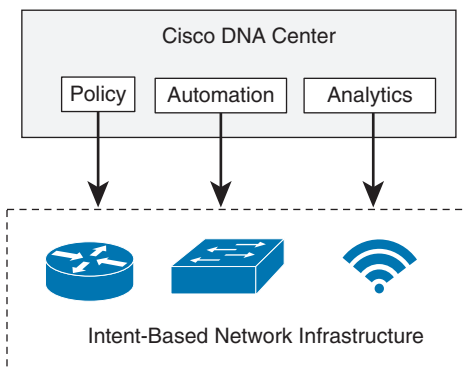 Cisco DNA Center
Policy
Automation
Analytics
Intent-Based Network Infrastructure